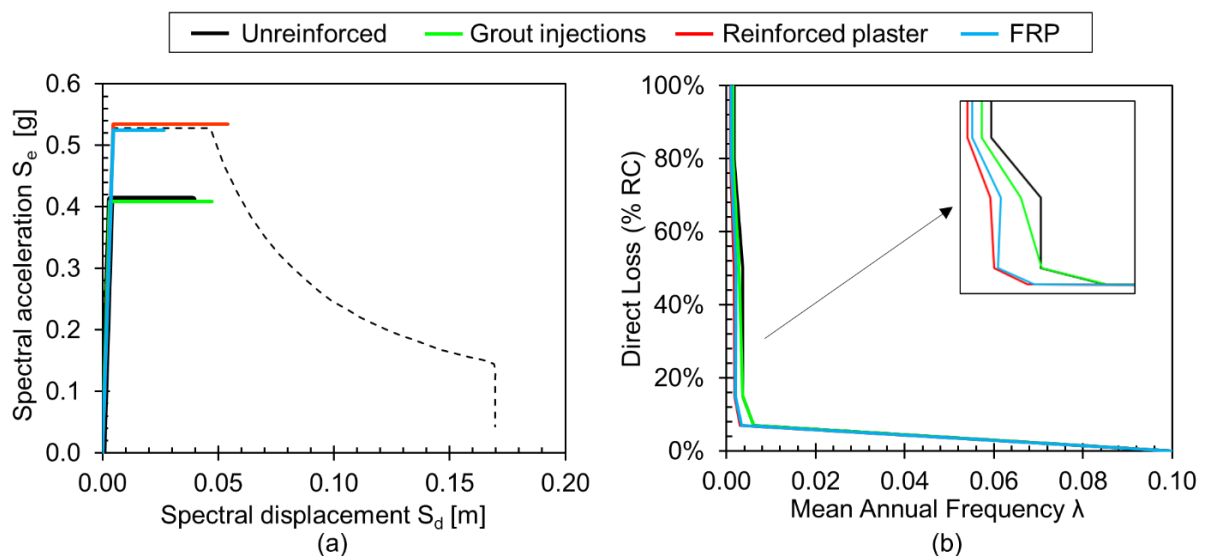 Unreinforced Grout injections Reinforced plaster FRP
Spectral acceleration Se [g]
0.6
0.5
0.4
0.3
0.2
0.1
0.0
0.00 0.05 0.10 0.15 0.20
Spectral displacement Sd [m]
(a)
Direct Loss (% RC)
100%
80%
60%
40%
20%
0%
0.00 0.02 0.04 0.06 0.08 0.10
Mean Annual Frequency λ
(b)